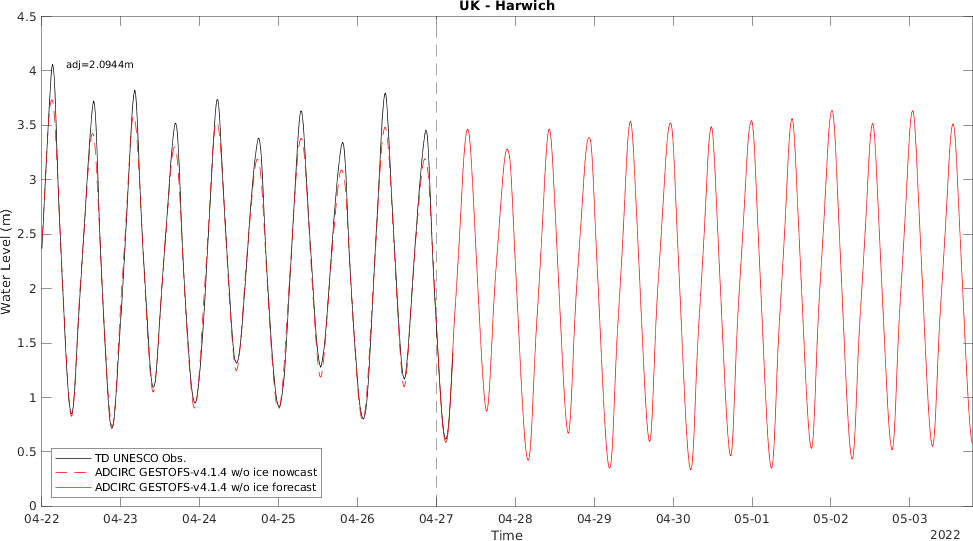 UK - Harwich
4.5
4
3.5
3
2.5
2
1.5
1
0.5
0
Water Level (m)
adj=2.0944m
TD UNESCO Obs.
ADCIRC GESTOFS-v4.1.4 w/o ice nowcast
ADCIRC GESTOFS-v4.1.4 w/o ice forecast
04-22 04-23 04-24 04-25 04-26 04-27 04-28 04-29 04-30 05-01 05-02 05-03
Time
2022